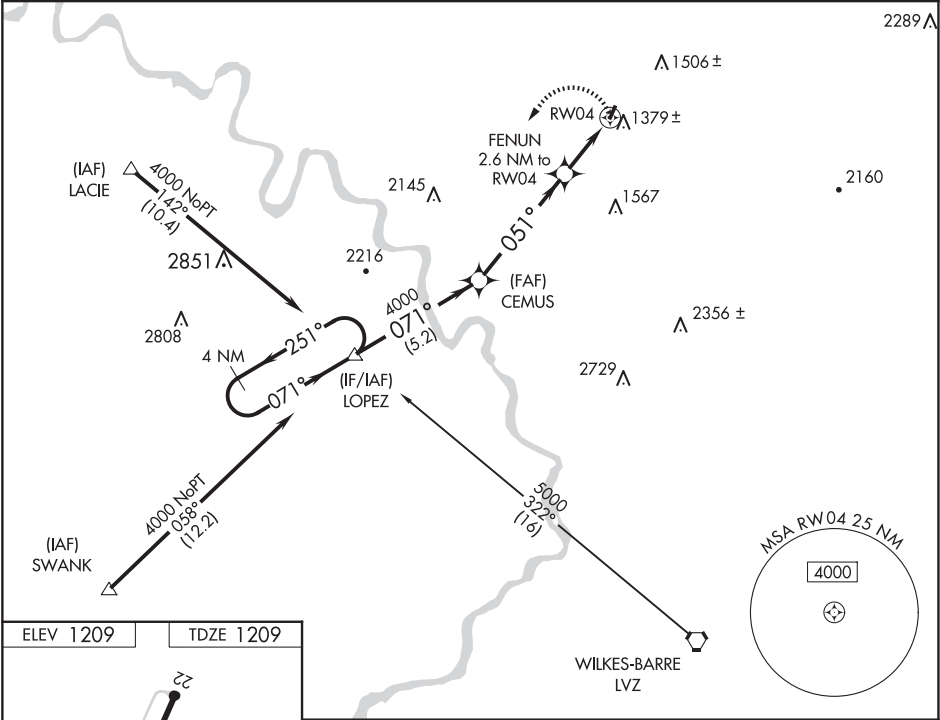 2289
1506 ±
RW04
1379 ±
FENUN
2.6 NM to
RW04
(IAF)
LACIE
4000 NoPT
142°
(10.4)
2145
1567
2160
051°
2851
2216
(FAF)
CEMUS
4000
071°
(5.2)
2808
251°
4 NM
071°
(IF/IAF)
LOPEZ
2356 ±
2729
4000 NoPT
058°
(12.2)
5000
322°
(16)
(IAF)
SWANK
MSA RW04 25 NM
4000
ELEV 1209
TDZE 1209
WILKES-BARRE
LVZ
22